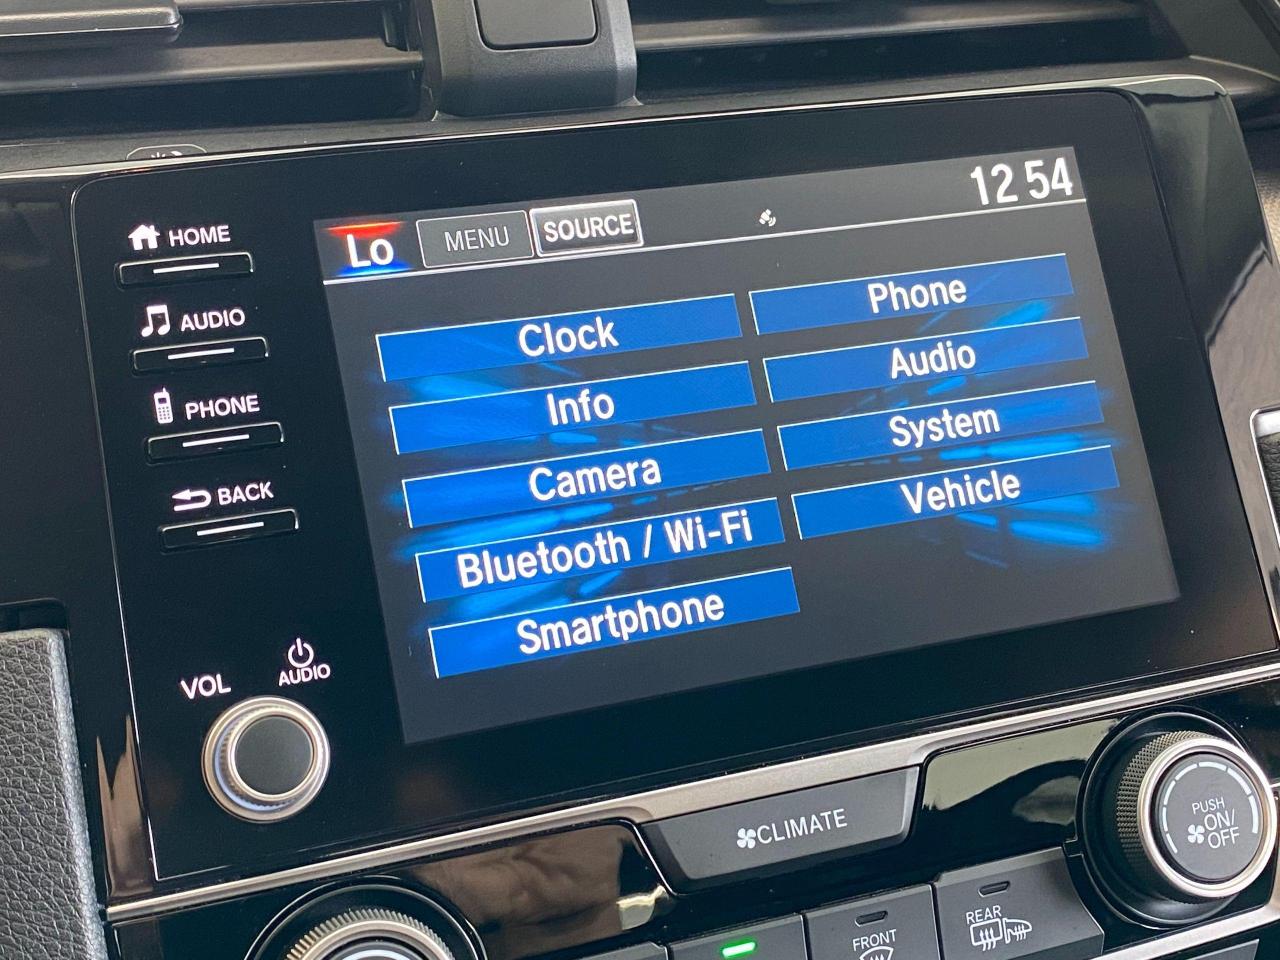 HOME
AUDIO
PHONE
BACK
VOL
AUDIO
Lo
MENU
SOURCE
12 54
Clock
Phone
Info
Audio
Camera
System
Bluetooth / Wi-Fi
Vehicle
Smartphone
CLIMATE
PUSH
ON/
OFF
FRONT
REAR